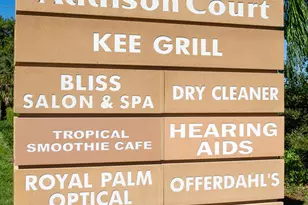 Atkinson Court
KEE GRILL
BLISS
SALON & SPA
DRY CLEANER
TROPICAL
SMOOTHIE CAFE
HEARING
AIDS
ROYAL PALM
OPTICAL
OFFERDAHL'S